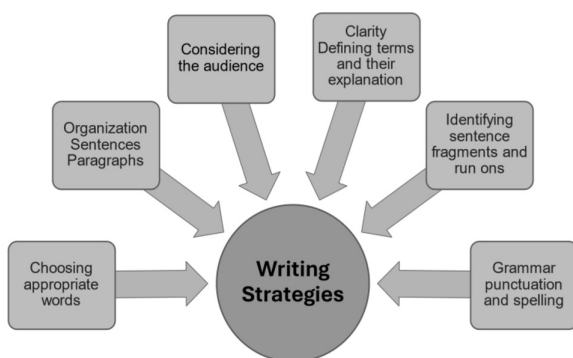 Considering
the audience
Clarity
Defining terms
and their
explanation
Organization
Sentences
Paragraphs
Identifying
sentence
fragments and
run ons
Choosing
appropriate
words
Writing
Strategies
Grammar
punctuation
and spelling